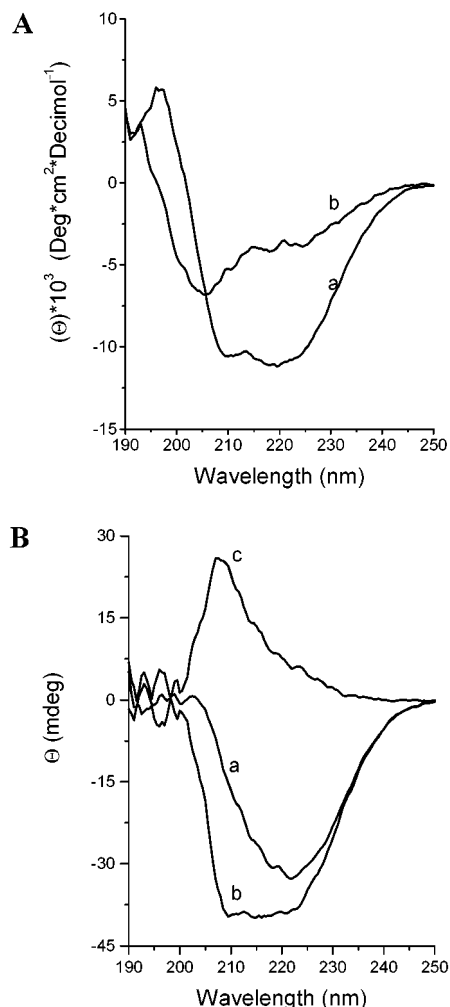 A
10
5
0
-5
-10
-15
(Θ)*10³ (Deg*cm²*Decimol⁻¹)
b
a
190 200 210 220 230 240 250
Wavelength (nm)
B
30
15
0
-15
-30
-45
Θ (mdeg)
c
a
b
190 200 210 220 230 240 250
Wavelength (nm)